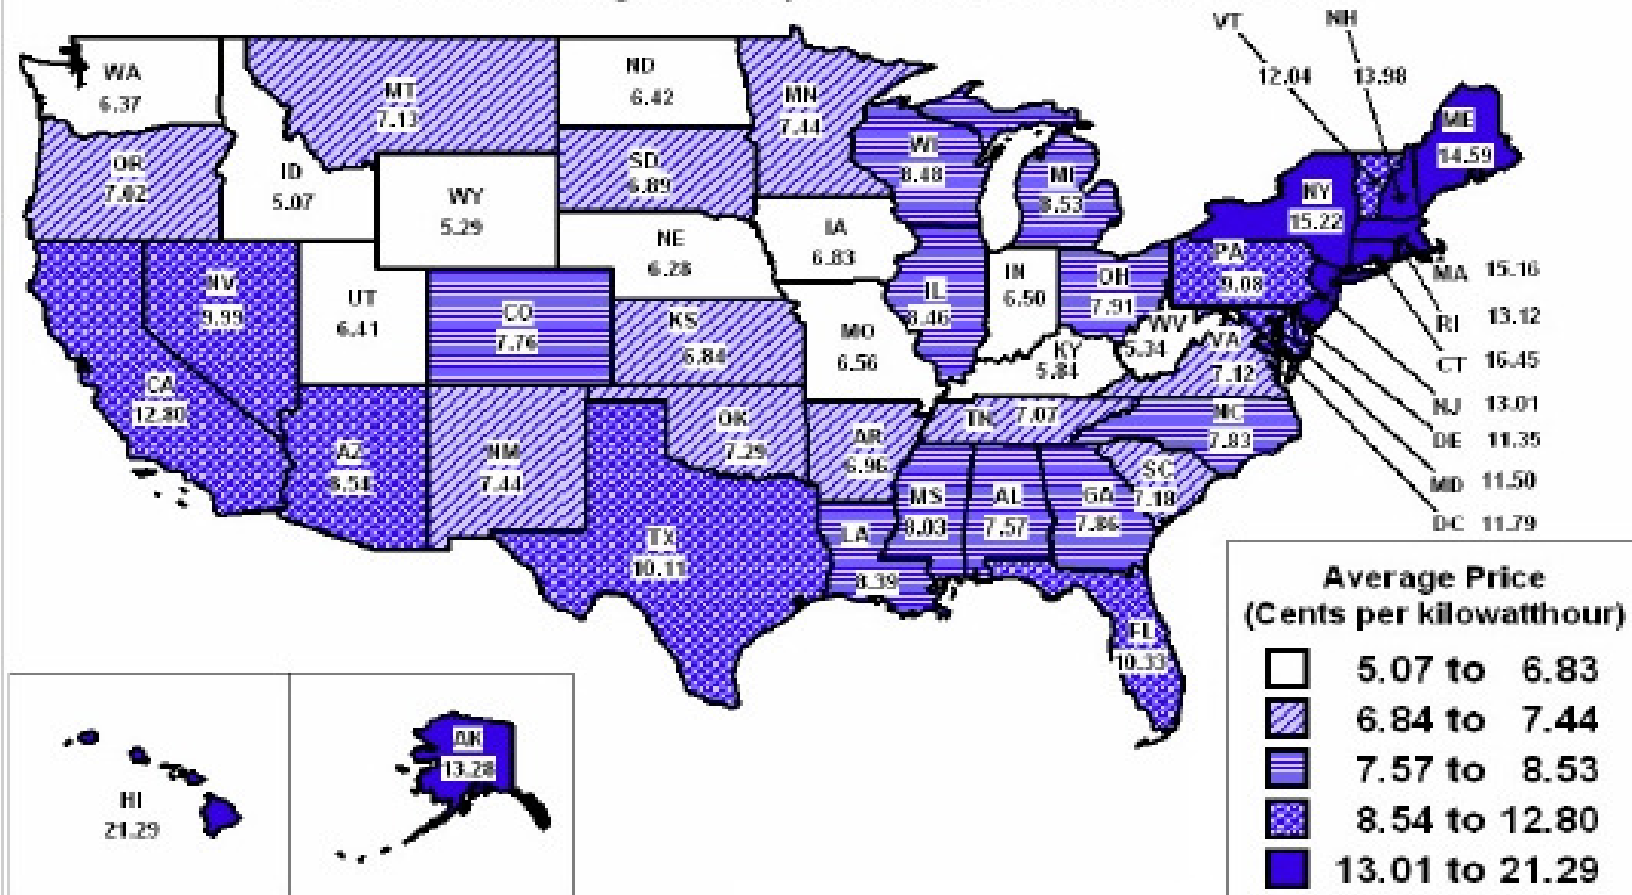 VT
NH
12.04
13.98
WA
6.37
MT
7.13
ND
6.42
MN
7.44
ME
14.59
OR
7.02
ID
5.07
WY
5.29
SD
6.89
WI
8.48
MI
8.53
NY
15.22
NE
6.28
IA
6.83
NV
9.99
UT
6.41
CO
7.76
KS
6.84
MO
6.56
IL
8.46
IN
6.50
OH
7.91
PA
9.08
WV
5.34
VA
7.12
KY
5.84
MA 15.16
RI 13.12
CT 16.45
NJ 13.01
DE 11.35
MD 11.50
DC 11.79
CA
12.80
AZ
8.54
NM
7.44
OK
7.29
AR
6.96
TN 7.07
NC
7.83
SC
7.18
MS
8.03
AL
7.57
GA
7.86
TX
10.11
LA
8.39
FL
10.33
HI
21.29
AK
13.28
Average Price
(Cents per kilowatthour)
5.07 to 6.83
6.84 to 7.44
7.57 to 8.53
8.54 to 12.80
13.01 to 21.29